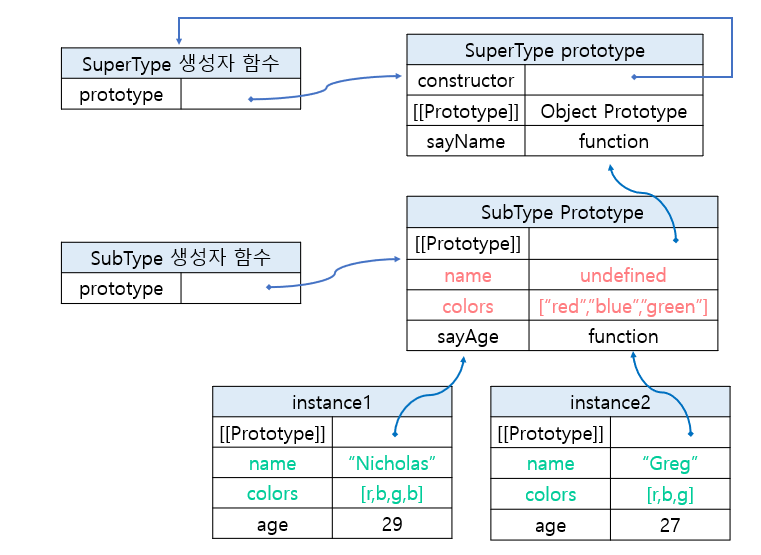 SuperType 생성자 함수
prototype
SuperType prototype
constructor
[[Prototype]] Object Prototype
sayName function
SubType 생성자 함수
prototype
SubType Prototype
[[Prototype]]
name undefined
colors [“red”,”blue”,”green”]
sayAge function
instance1
[[Prototype]]
name “Nicholas”
colors [r,b,g,b]
age 29
instance2
[[Prototype]]
name “Greg”
colors [r,b,g]
age 27